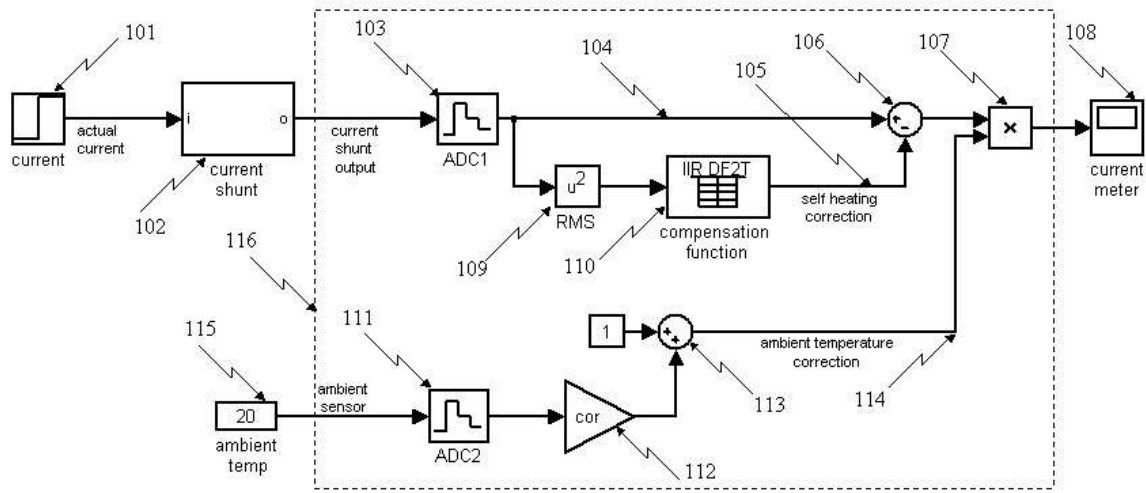 101
103
104
105
106
107
108
i
o
actual
current
current
current
shunt
current
shunt
output
ADC1
+
-
×
current
meter
102
u2
RMS
IIR DF2T
compensation
function
self heating
correction
109
110
116
115
111
1
+
+
ambient temperature
correction
113
114
20
ambient
sensor
ambient
temp
ADC2
cor
112